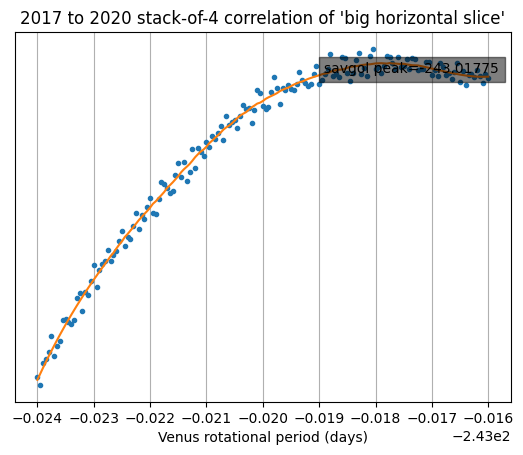 2017 to 2020 stack-of-4 correlation of 'big horizontal slice'
savgol peak=-243.01775
−0.024 −0.023 −0.022 −0.021 −0.020 −0.019 −0.018 −0.017 −0.016
Venus rotational period (days)
−2.43e2